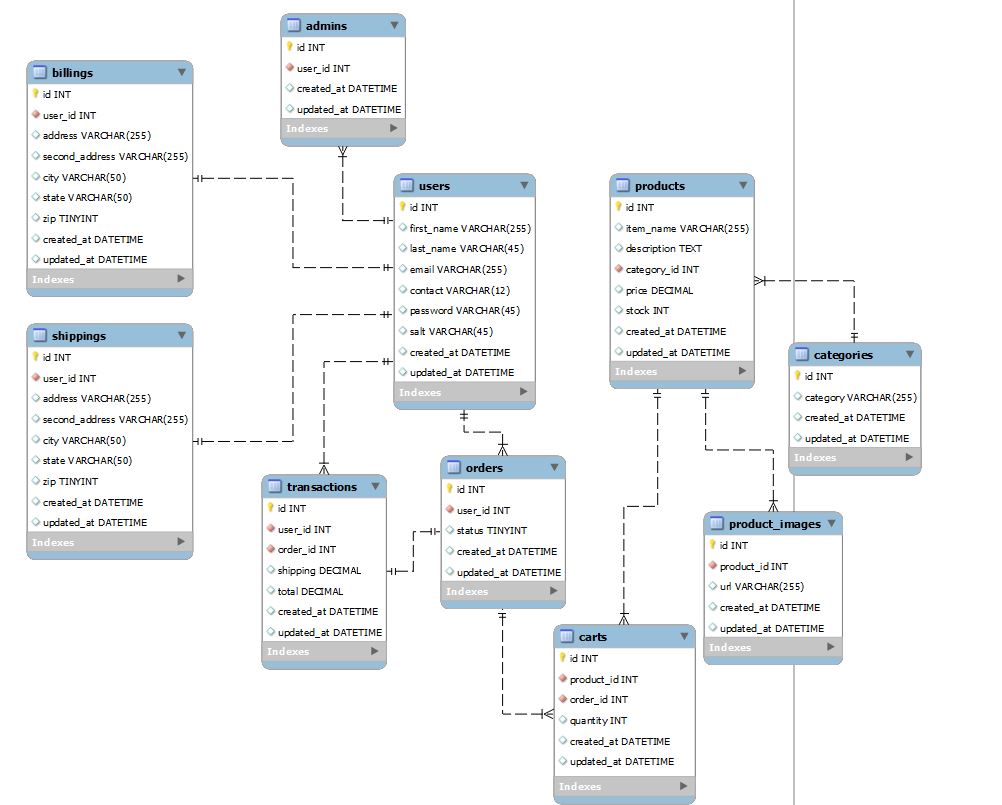 admins
id INT
user_id INT
created_at DATETIME
updated_at DATETIME
Indexes
billings
id INT
user_id INT
address VARCHAR(255)
second_address VARCHAR(255)
city VARCHAR(50)
state VARCHAR(50)
zip TINYINT
created_at DATETIME
updated_at DATETIME
Indexes
users
id INT
first_name VARCHAR(255)
last_name VARCHAR(45)
email VARCHAR(255)
contact VARCHAR(12)
password VARCHAR(45)
salt VARCHAR(45)
created_at DATETIME
updated_at DATETIME
Indexes
products
id INT
item_name VARCHAR(255)
description TEXT
category_id INT
price DECIMAL
stock INT
created_at DATETIME
updated_at DATETIME
Indexes
shippings
id INT
user_id INT
address VARCHAR(255)
second_address VARCHAR(255)
city VARCHAR(50)
state VARCHAR(50)
zip TINYINT
created_at DATETIME
updated_at DATETIME
Indexes
categories
id INT
category VARCHAR(255)
created_at DATETIME
updated_at DATETIME
Indexes
transactions
id INT
user_id INT
order_id INT
shipping DECIMAL
total DECIMAL
created_at DATETIME
updated_at DATETIME
Indexes
orders
id INT
user_id INT
status TINYINT
created_at DATETIME
updated_at DATETIME
Indexes
product_images
id INT
product_id INT
url VARCHAR(255)
created_at DATETIME
updated_at DATETIME
Indexes
carts
id INT
product_id INT
order_id INT
quantity INT
created_at DATETIME
updated_at DATETIME
Indexes